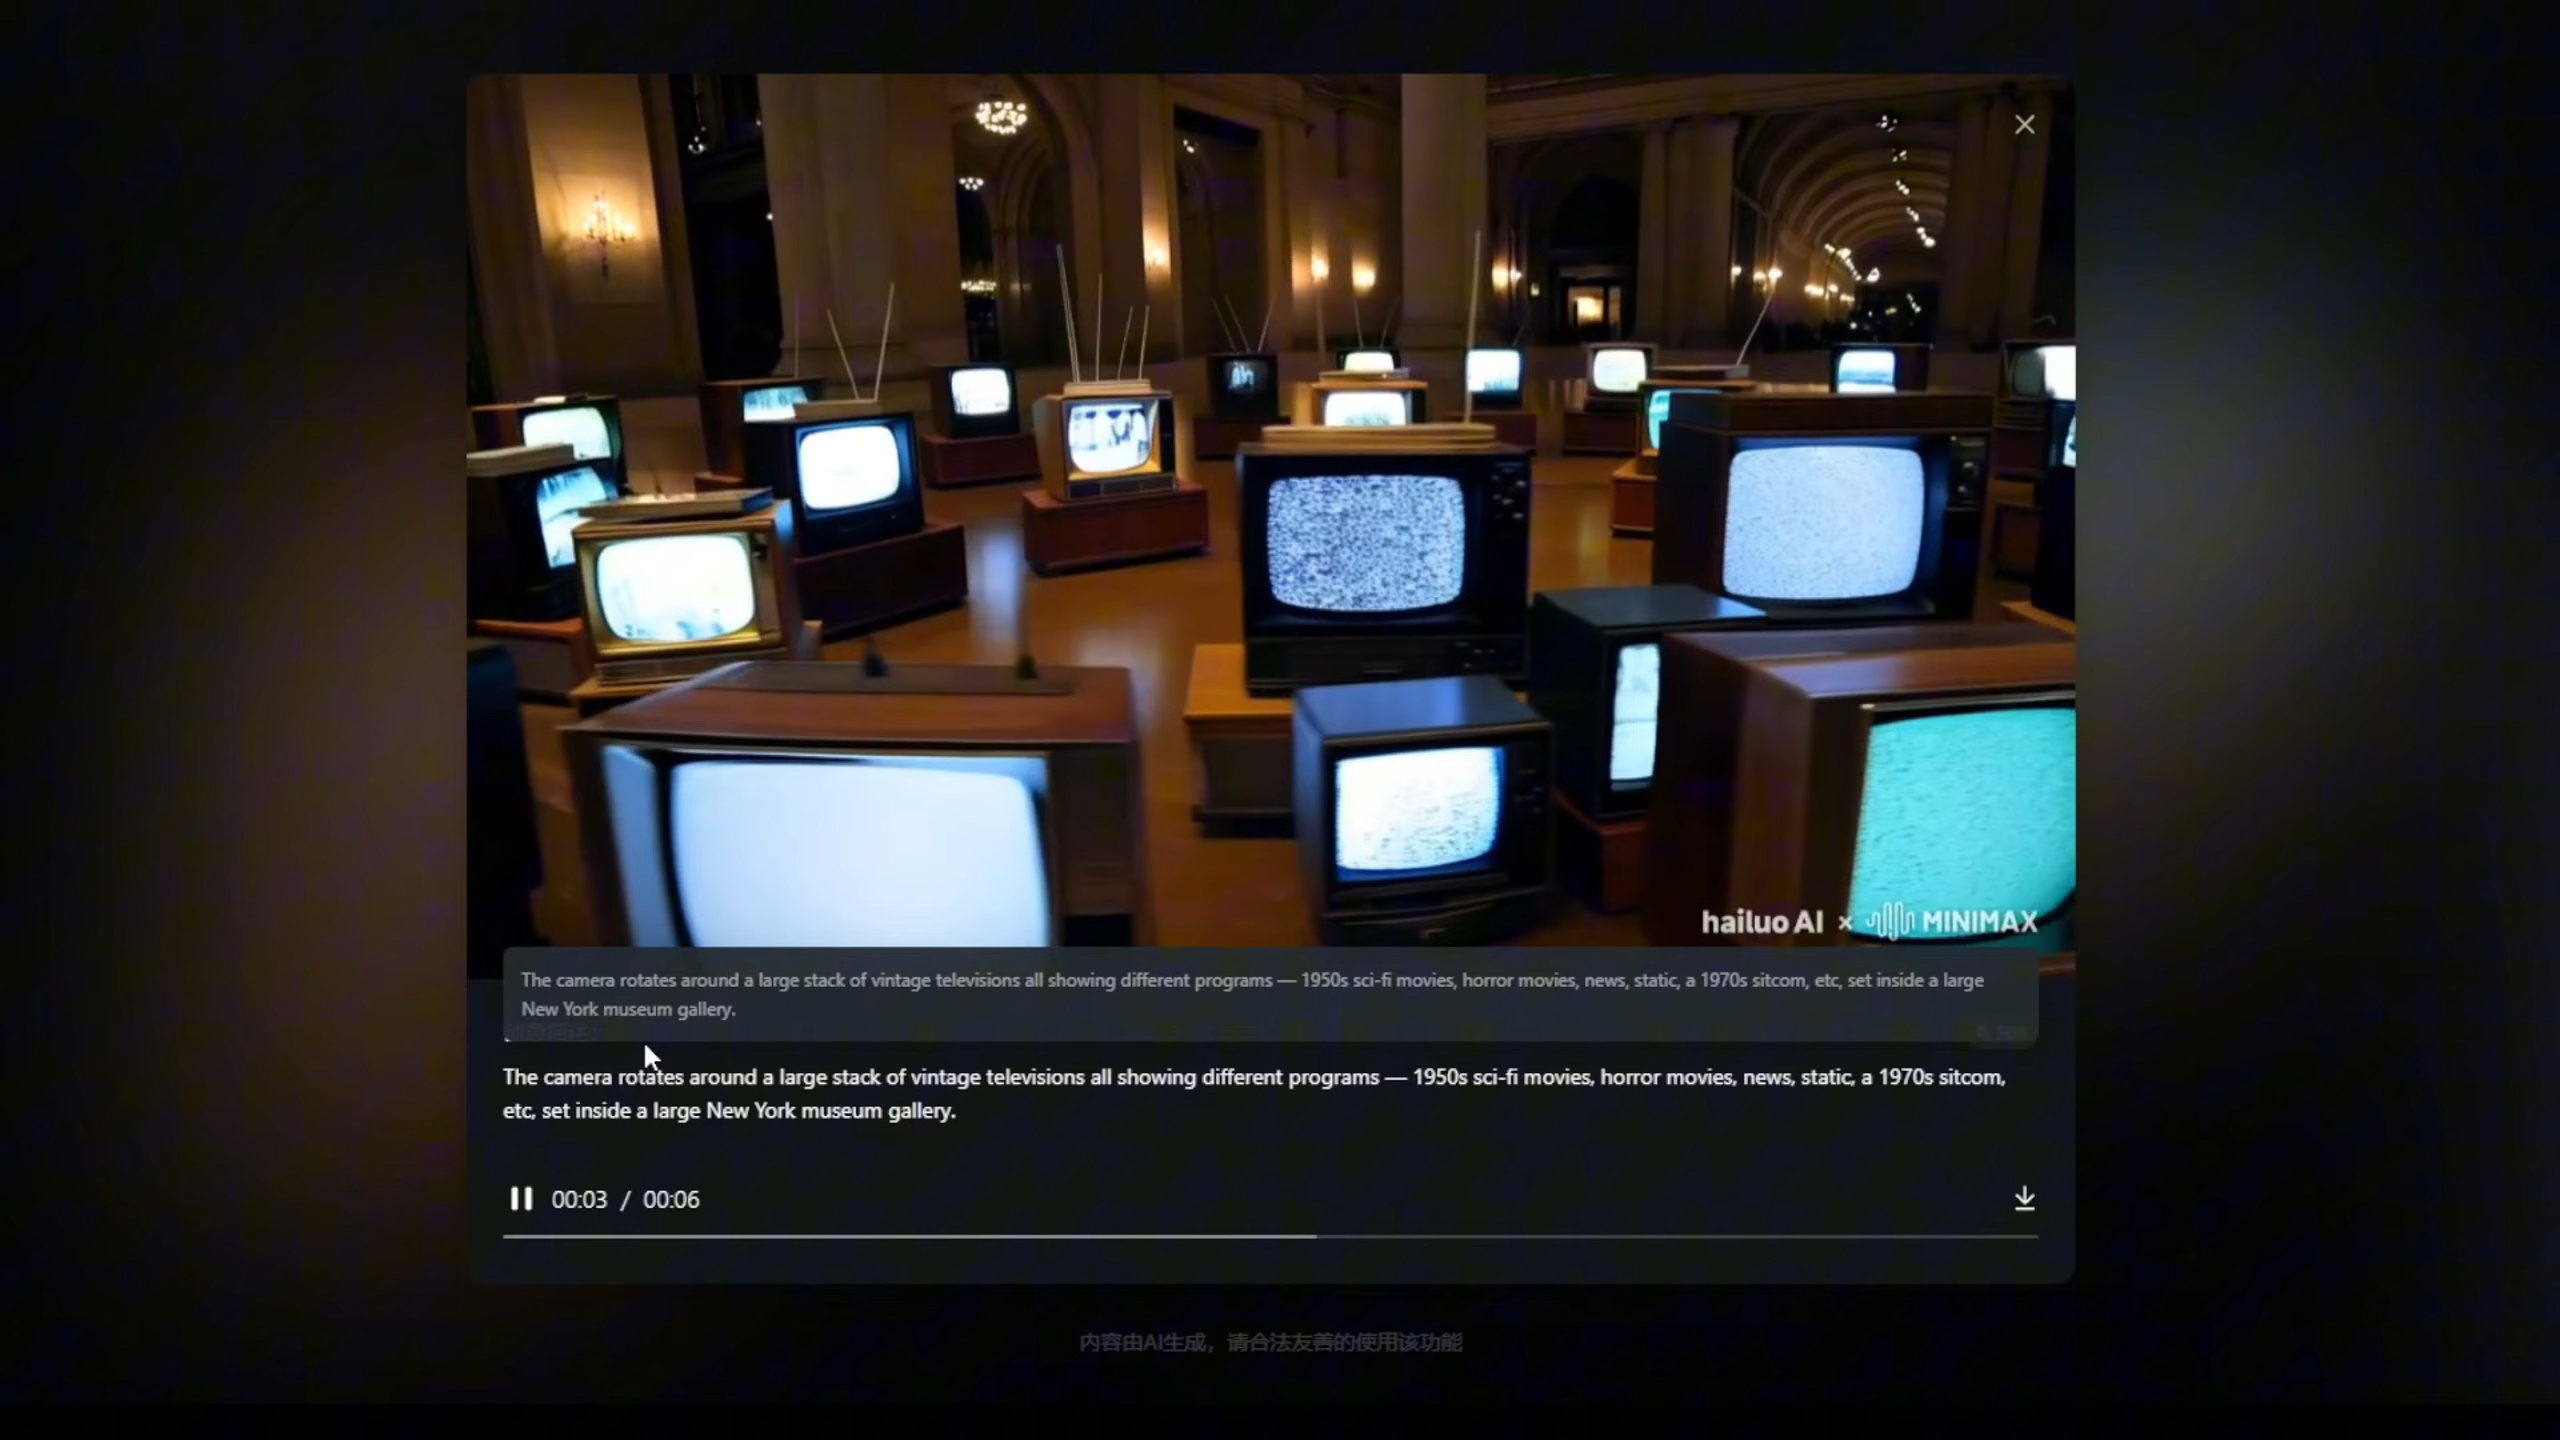 hailuo AI × MINIMAX
The camera rotates around a large stack of vintage televisions all showing different programs — 1950s sci-fi movies, horror movies, news, static, a 1970s sitcom, etc, set inside a large
New York museum gallery.
The camera rotates around a large stack of vintage televisions all showing different programs — 1950s sci-fi movies, horror movies, news, static, a 1970s sitcom,
etc, set inside a large New York museum gallery.
00:03 / 00:06
内容由AI生成，请合法友善的使用该功能